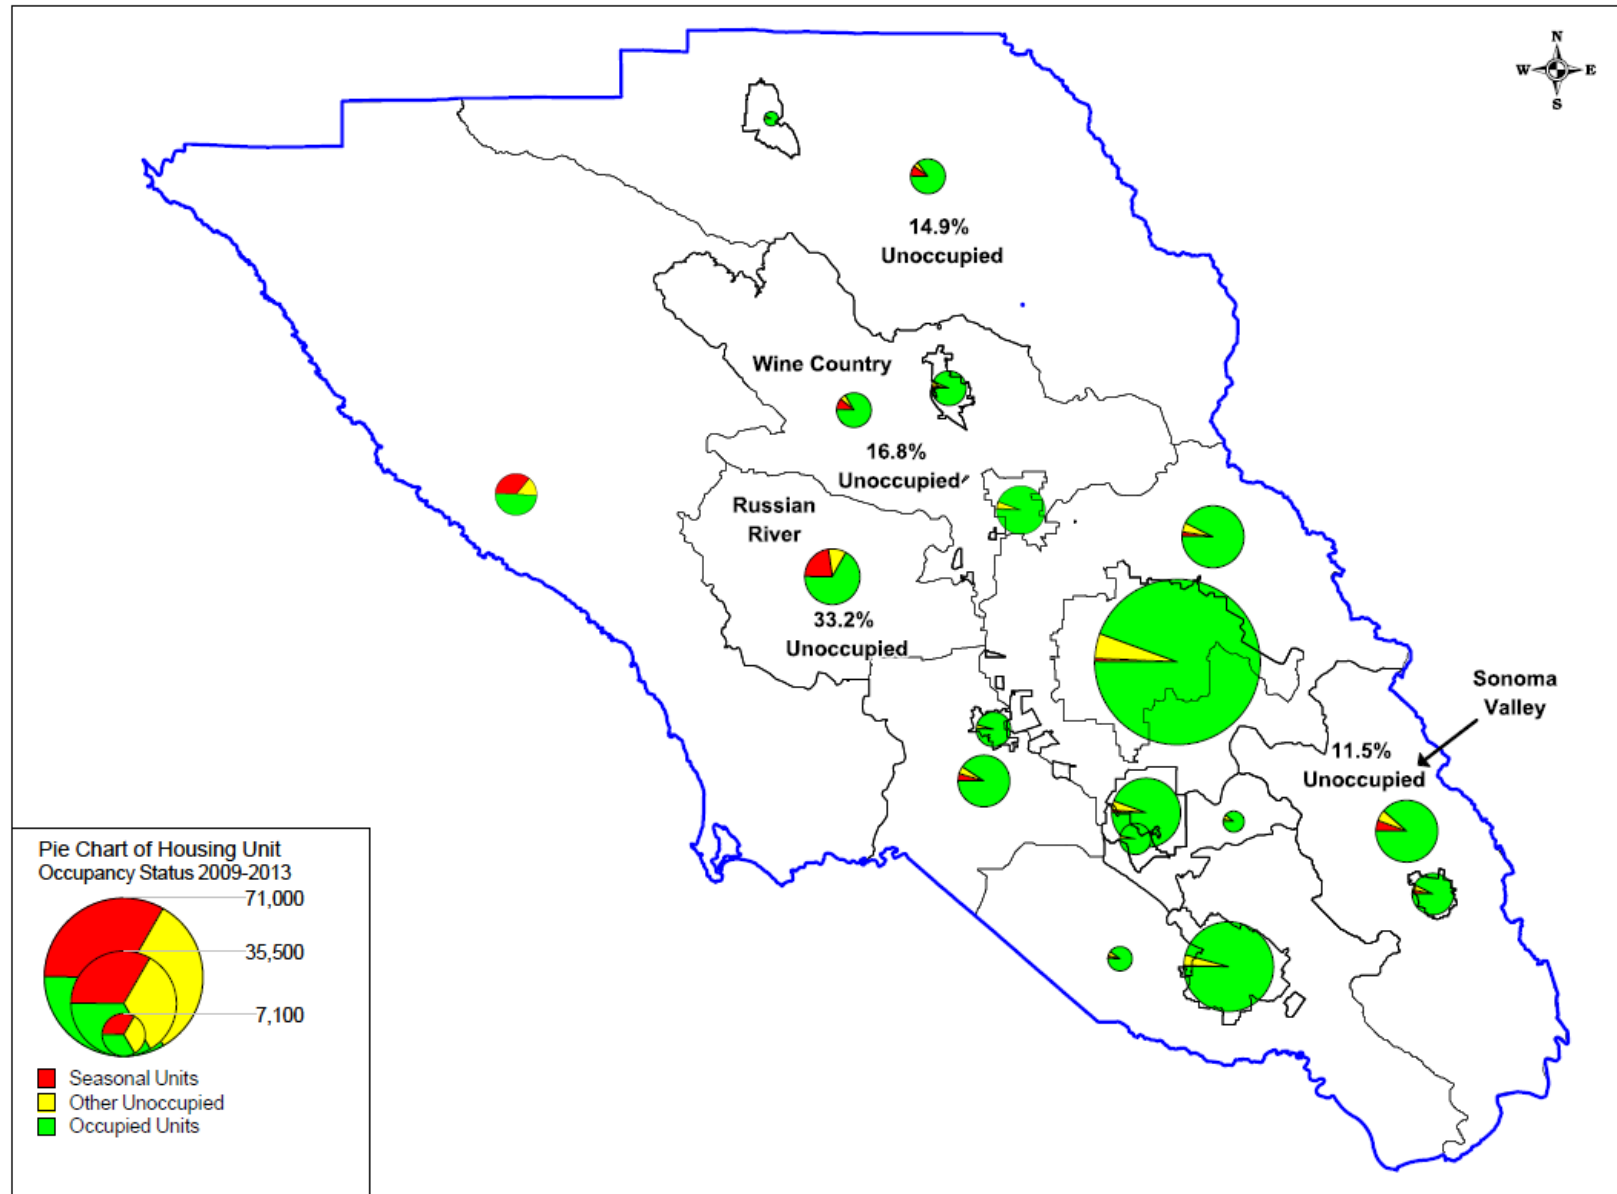 N
W E
S
14.9%
Unoccupied
Wine Country
16.8%
Unoccupied
Russian
River
33.2%
Unoccupied
Sonoma
Valley
11.5%
Unoccupied
Pie Chart of Housing Unit
Occupancy Status 2009-2013
71,000
35,500
7,100
Seasonal Units
Other Unoccupied
Occupied Units